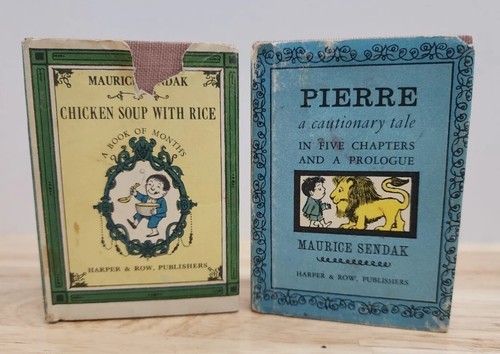 MAURIC ENDAK
CHICKEN SOUP WITH RICE
A BOOK OF MONTHS
HARPER & ROW, PUBLISHERS
PIERRE
a cautionary tale
IN FIVE CHAPTERS
AND A PROLOGUE
MAURICE SENDAK
HARPER & ROW, PUBLISHERS